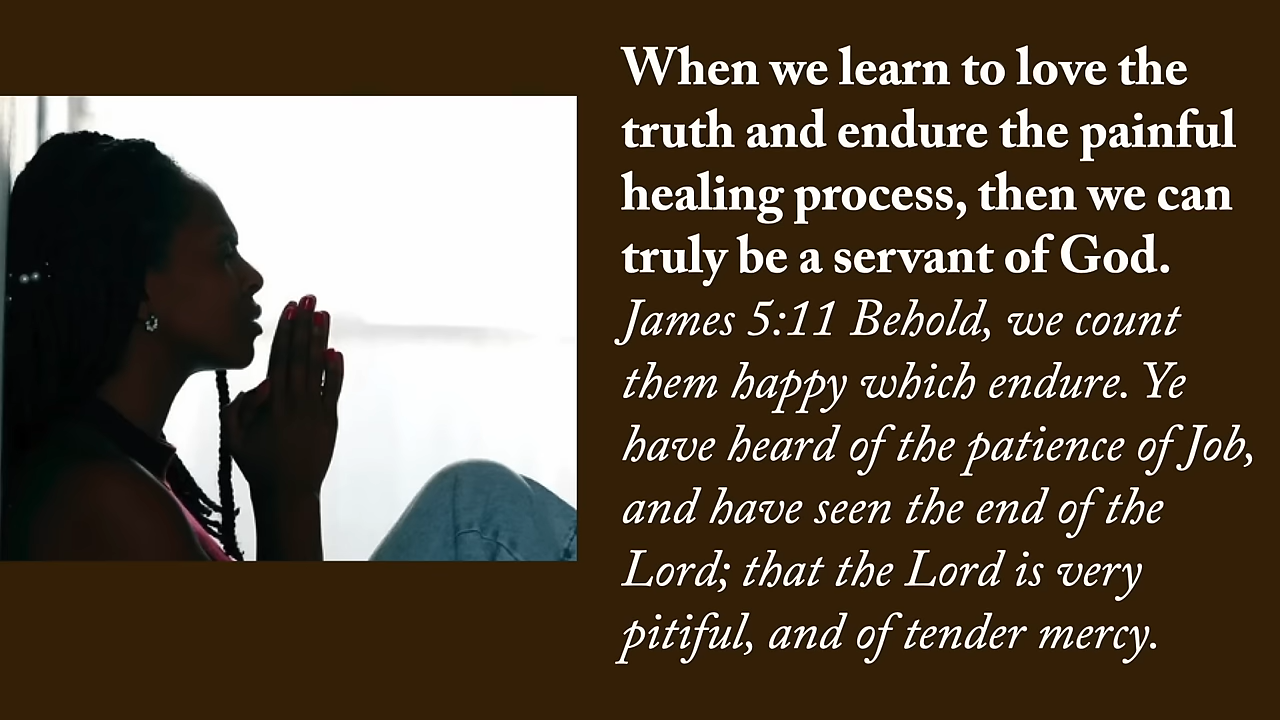 When we learn to love the
truth and endure the painful
healing process, then we can
truly be a servant of God.
James 5:11 Behold, we count
them happy which endure. Ye
have heard of the patience of Job,
and have seen the end of the
Lord; that the Lord is very
pitiful, and of tender mercy.